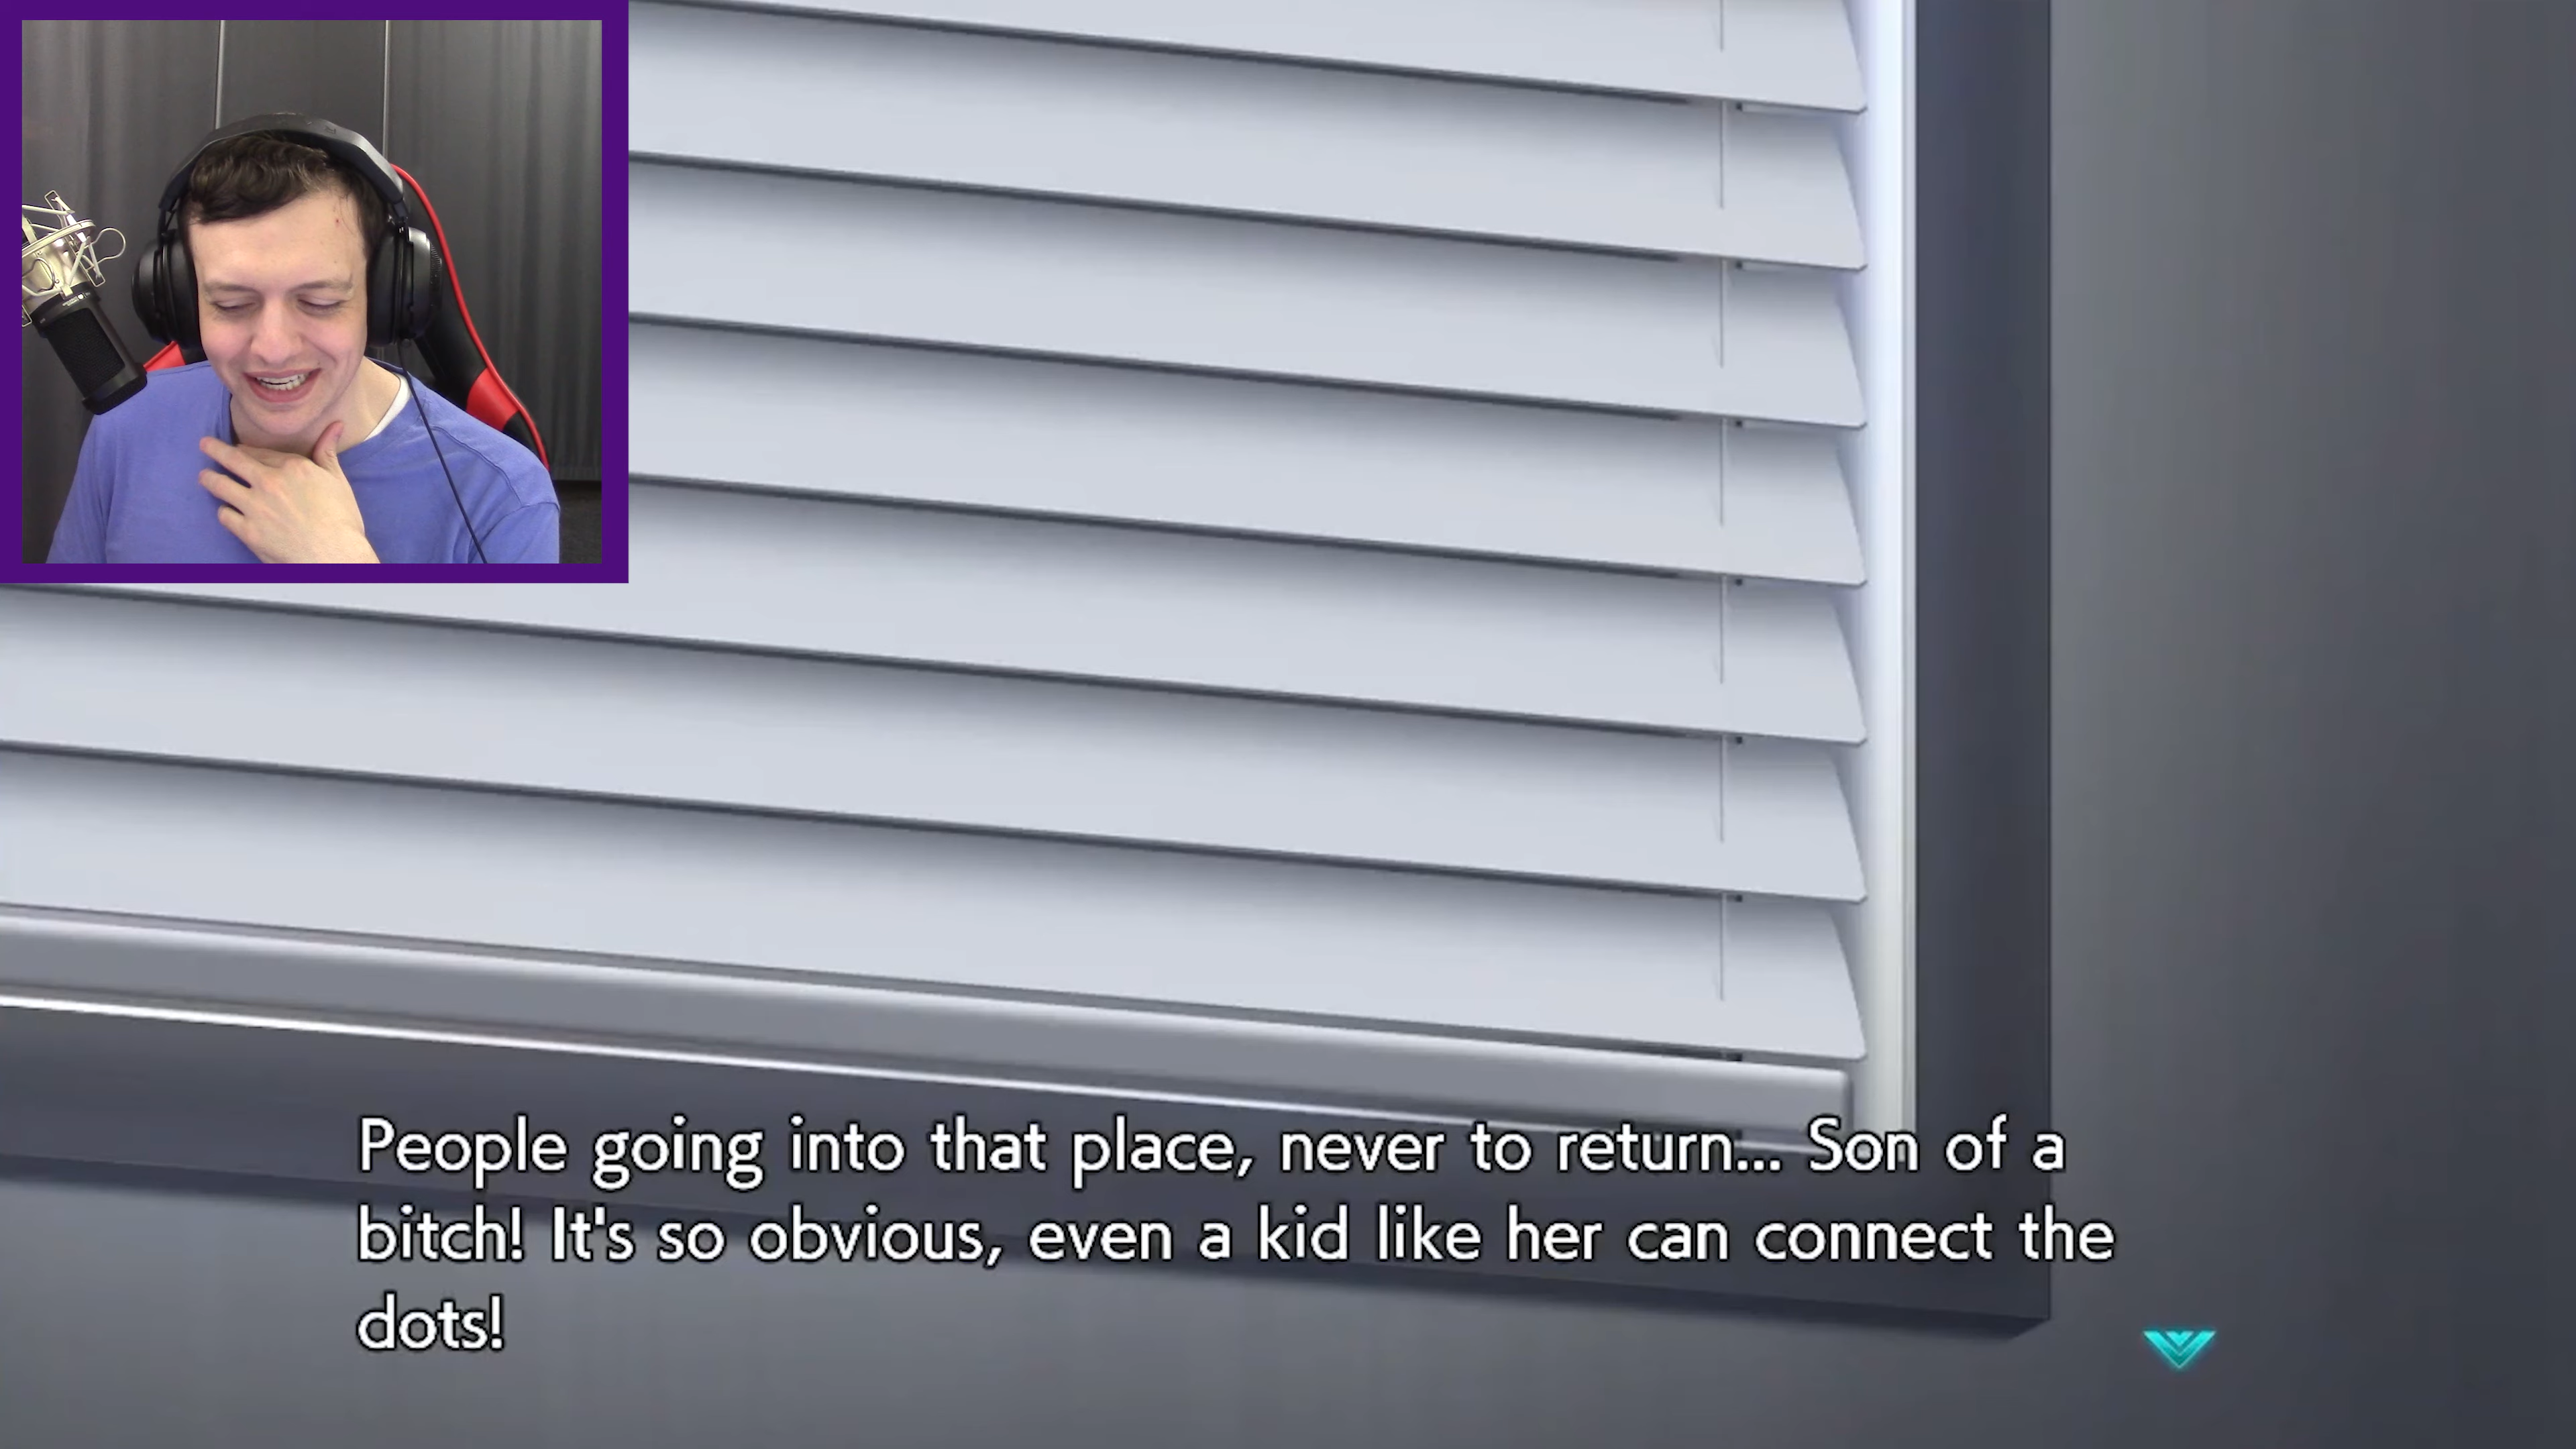 People going into that place, never to return... Son of a
bitch! It's so obvious, even a kid like her can connect the
dots!